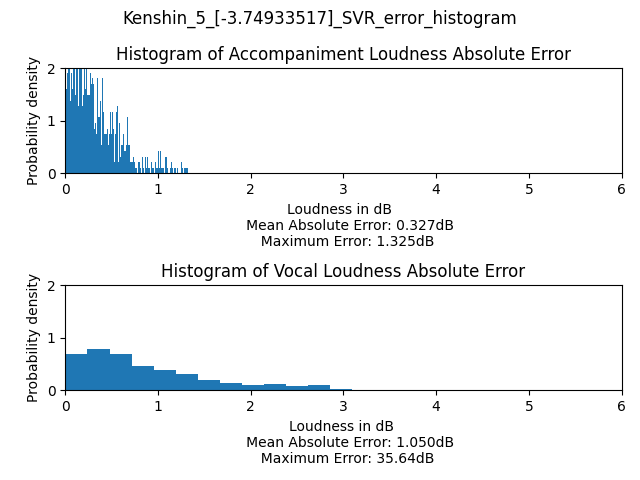 Kenshin_5_[-3.74933517]_SVR_error_histogram
Histogram of Accompaniment Loudness Absolute Error
Probability density
2
1
0
0 1 2 3 4 5 6
Loudness in dB
Mean Absolute Error: 0.327dB
Maximum Error: 1.325dB
Histogram of Vocal Loudness Absolute Error
Probability density
2
1
0
0 1 2 3 4 5 6
Loudness in dB
Mean Absolute Error: 1.050dB
Maximum Error: 35.64dB